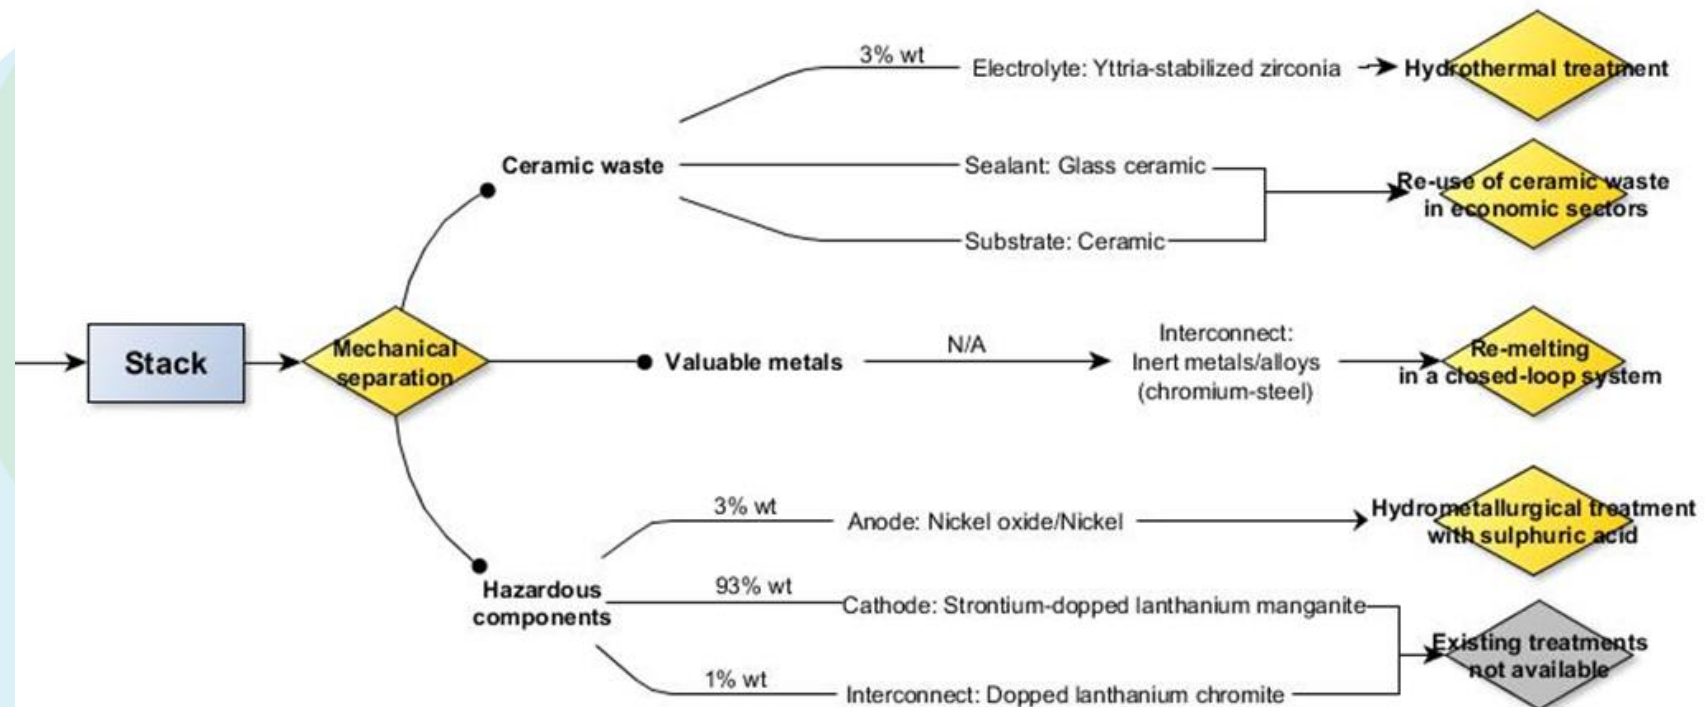 3% wt
Electrolyte: Yttria-stabilized zirconia
Hydrothermal treatment
Ceramic waste
Sealant: Glass ceramic
Re-use of ceramic waste
in economic sectors
Substrate: Ceramic
Stack
Mechanical
separation
Valuable metals
N/A
Interconnect:
Inert metals/alloys
(chromium-steel)
Re-melting
in a closed-loop system
3% wt
Anode: Nickel oxide/Nickel
Hydrometallurgical treatment
with sulphuric acid
Hazardous
components
93% wt
Cathode: Strontium-dopped lanthanium manganite
Existing treatments
not available
1% wt
Interconnect: Dopped lanthanium chromite